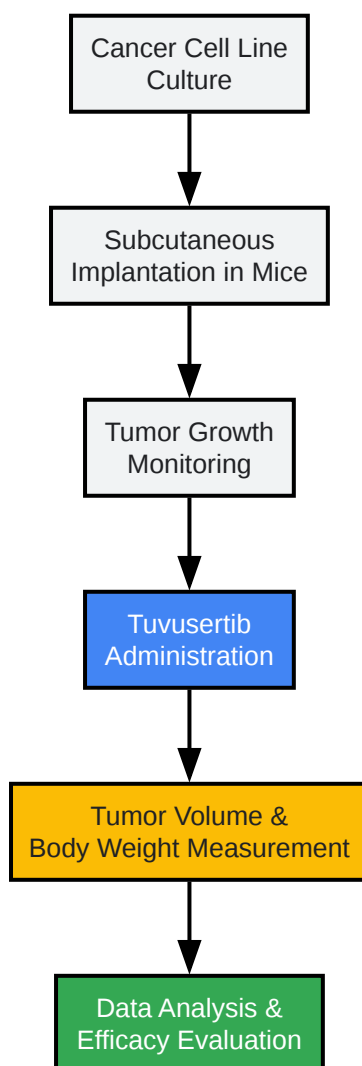 Cancer Cell Line
Culture
Subcutaneous
Implantation in Mice
Tumor Growth
Monitoring
Tuvusertib
Administration
Tumor Volume &
Body Weight Measurement
Data Analysis &
Efficacy Evaluation